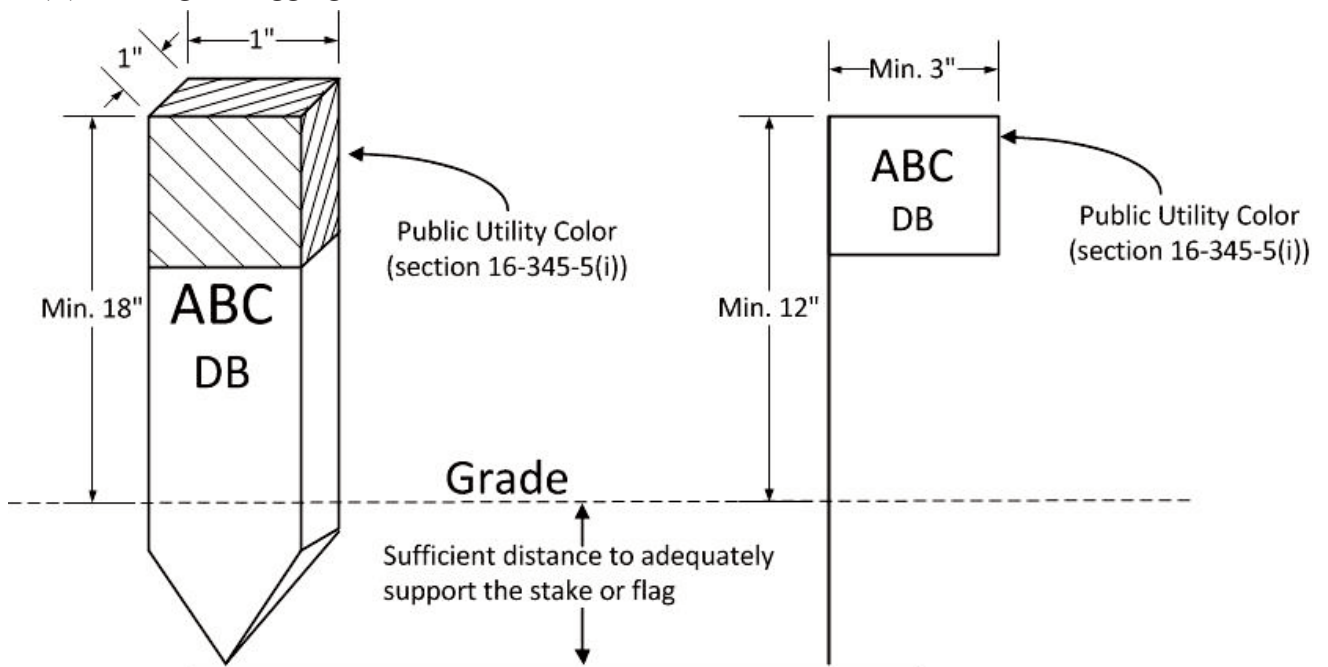 1"
1"
Min. 3"
ABC
DB
Public Utility Color
(section 16-345-5(i))
Public Utility Color
(section 16-345-5(i))
Min. 18"
ABC
DB
Min. 12"
Grade
Sufficient distance to adequately
support the stake or flag